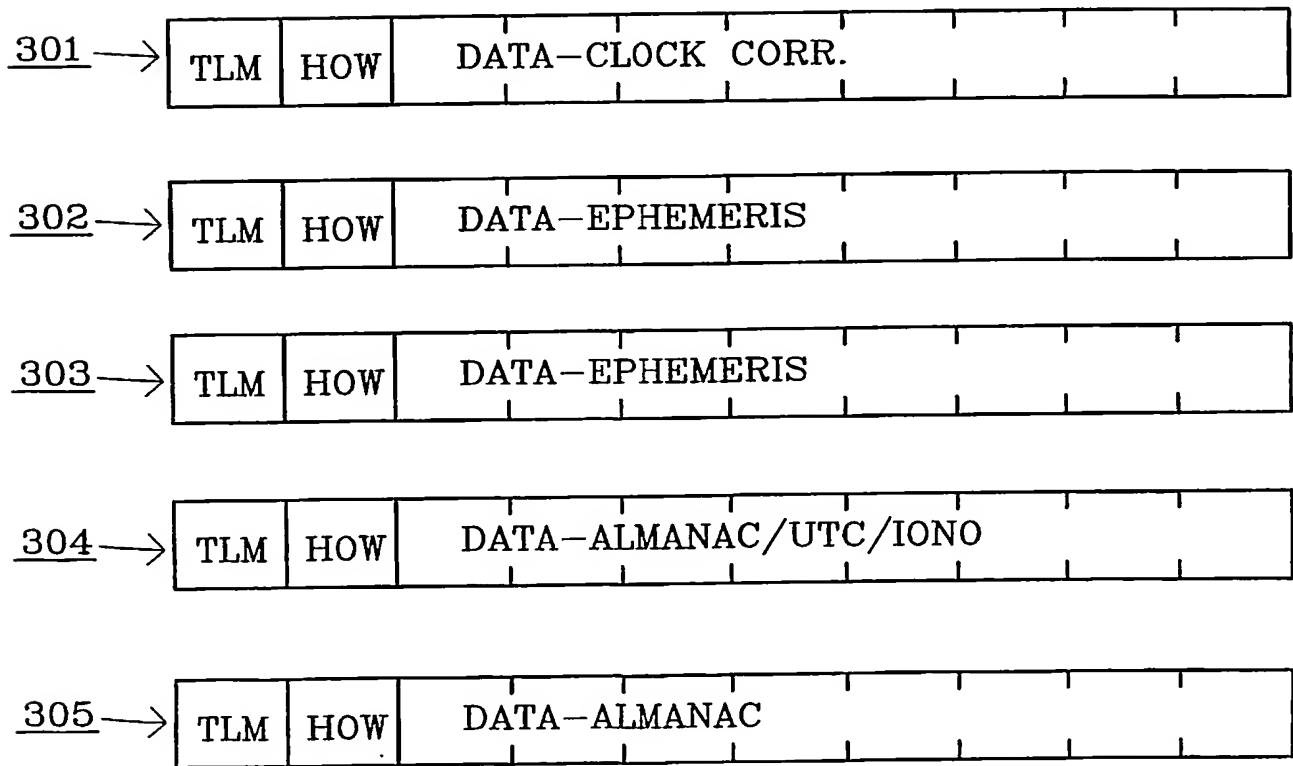 301 TLM HOW DATA-CLOCK CORR.
302 TLM HOW DATA-EPHEMERIS
303 TLM HOW DATA-EPHEMERIS
304 TLM HOW DATA-ALMANAC/UTC/IONO
305 TLM HOW DATA-ALMANAC